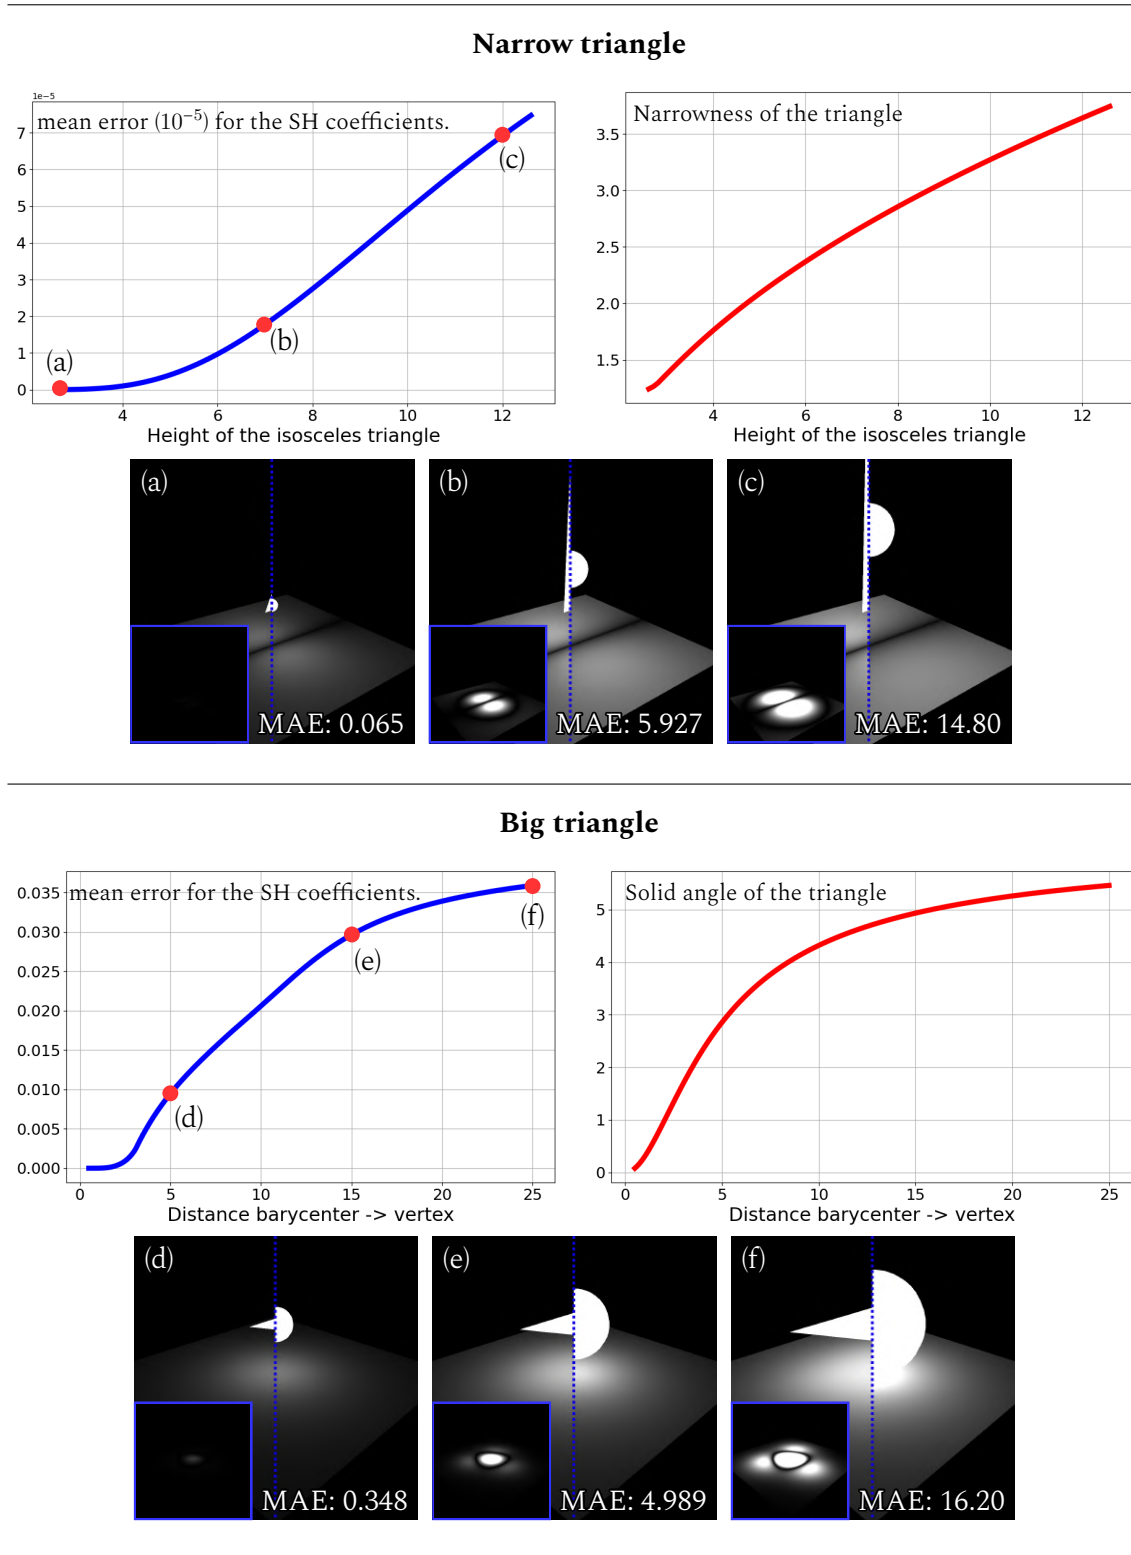 Narrow triangle
1e−5
mean error (10⁻⁵) for the SH coefficients.
7
6
5
4
3
2
1
0
(a)
(b)
(c)
4 6 8 10 12
Height of the isosceles triangle
Narrowness of the triangle
3.5
3.0
2.5
2.0
1.5
4 6 8 10 12
Height of the isosceles triangle
(a)
MAE: 0.065
(b)
MAE: 5.927
(c)
MAE: 14.80
Big triangle
mean error for the SH coefficients.
0.035
0.030
0.025
0.020
0.015
0.010
0.005
0.000
(d)
(e)
(f)
0 5 10 15 20 25
Distance barycenter -> vertex
Solid angle of the triangle
5
4
3
2
1
0
0 5 10 15 20 25
Distance barycenter -> vertex
(d)
MAE: 0.348
(e)
MAE: 4.989
(f)
MAE: 16.20